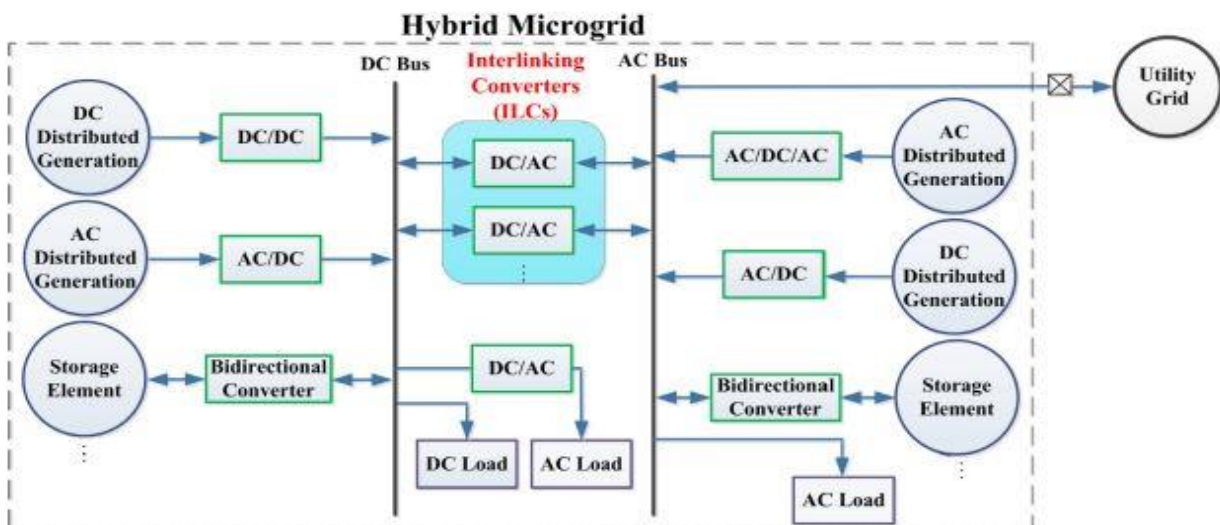 Hybrid Microgrid
DC Bus
Interlinking
Converters
(ILCs)
AC Bus
Utility
Grid
DC
Distributed
Generation
DC/DC
DC/AC
AC/DC/AC
AC
Distributed
Generation
AC
Distributed
Generation
AC/DC
DC/AC
⋮
AC/DC
DC
Distributed
Generation
Storage
Element
Bidirectional
Converter
DC/AC
Bidirectional
Converter
Storage
Element
⋮
DC Load
AC Load
AC Load
⋮